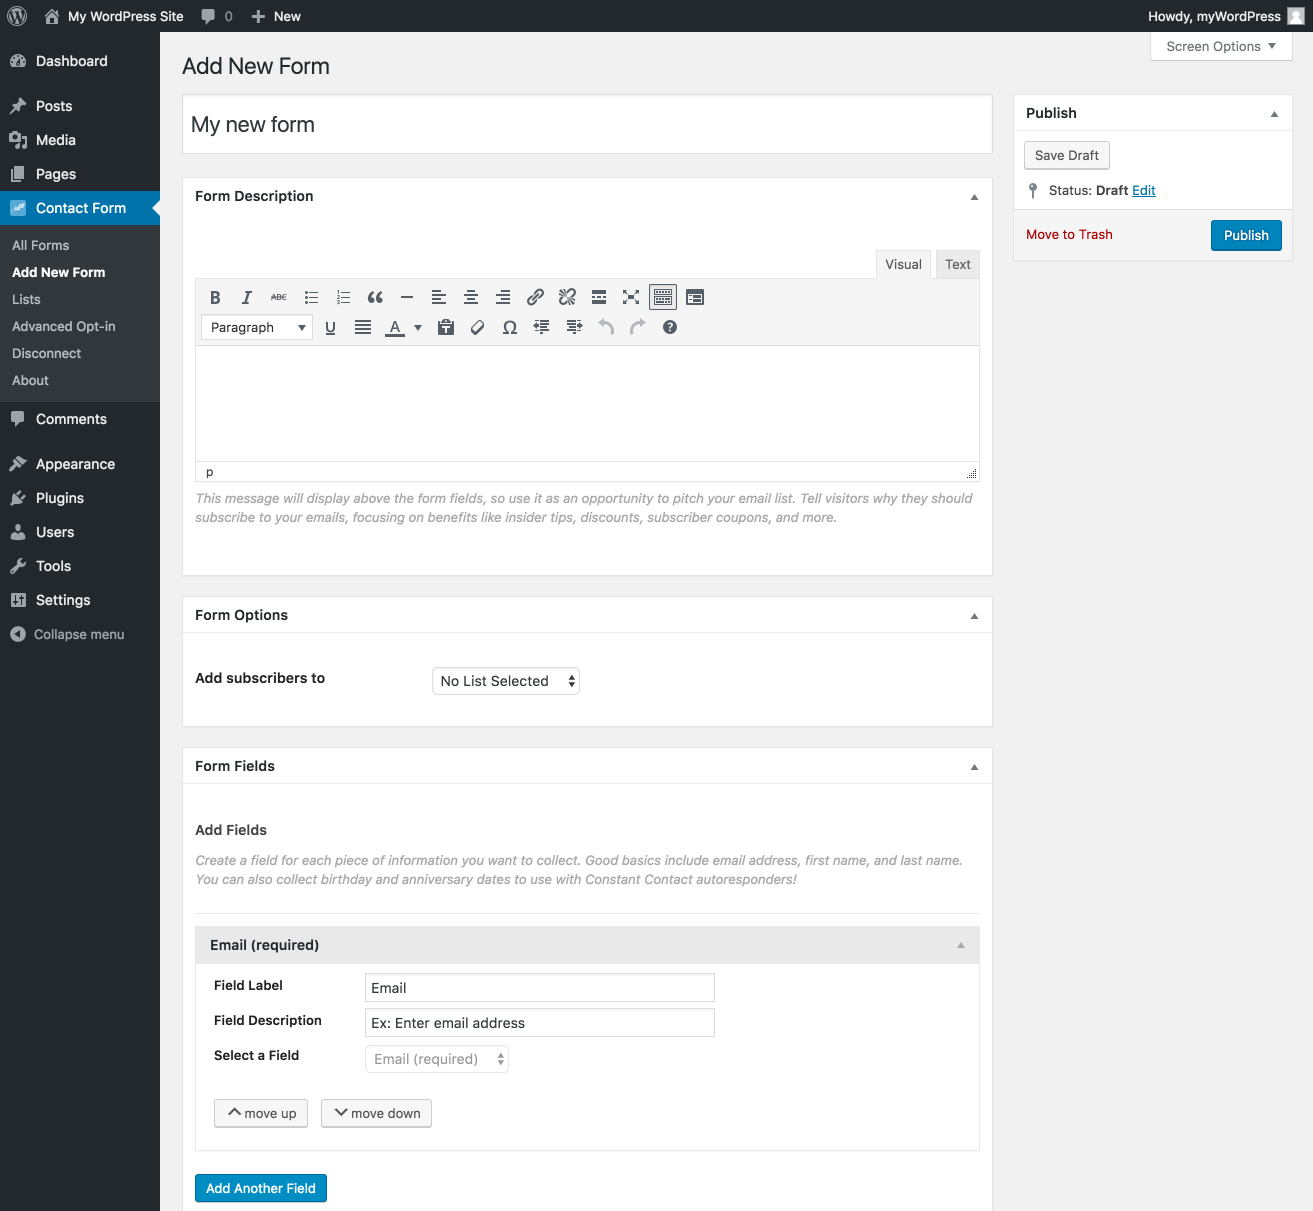 My WordPress Site 0 New Howdy, myWordPress
Screen Options
Dashboard
Posts
Media
Pages
Contact Form
All Forms
Add New Form
Lists
Advanced Opt-in
Disconnect
About
Comments
Appearance
Plugins
Users
Tools
Settings
Collapse menu
Add New Form
My new form
Form Description
Visual Text
B I ABC
Paragraph U A Ω
p
This message will display above the form fields, so use it as an opportunity to pitch your email list. Tell visitors why they should
subscribe to your emails, focusing on benefits like insider tips, discounts, subscriber coupons, and more.
Form Options
Add subscribers to No List Selected
Form Fields
Add Fields
Create a field for each piece of information you want to collect. Good basics include email address, first name, and last name.
You can also collect birthday and anniversary dates to use with Constant Contact autoresponders!
Email (required)
Field Label Email
Field Description Ex: Enter email address
Select a Field Email (required)
move up move down
Add Another Field
Publish
Save Draft
Status: Draft Edit
Move to Trash Publish